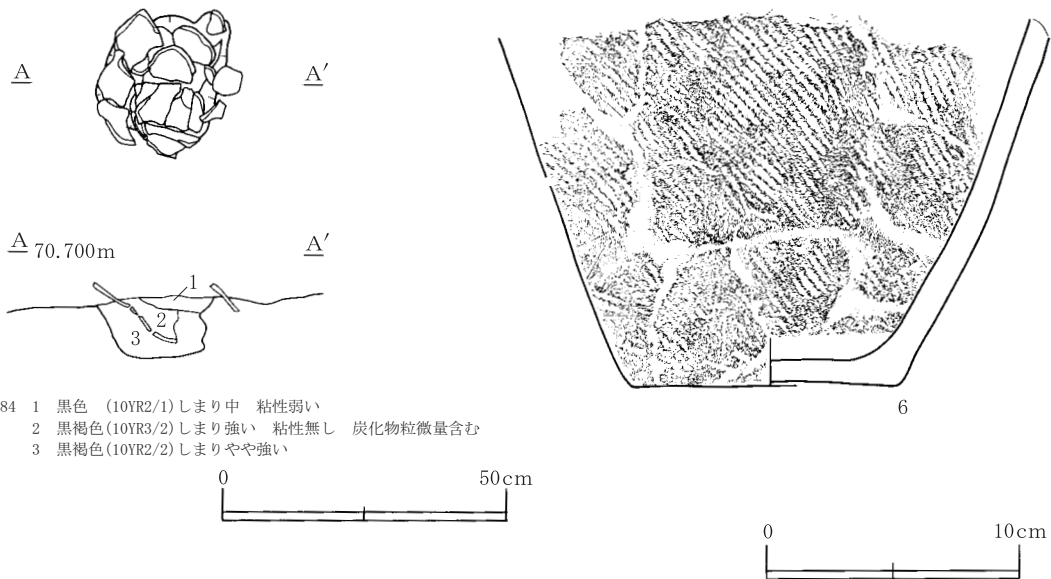 A A′
A 70.700m A′
1
2
3
6
84 1 黒色 (10YR2/1)しまり中 粘性弱い
2 黒褐色(10YR3/2)しまり強い 粘性無し 炭化物粒微量含む
3 黒褐色(10YR2/2)しまりやや強い
0 50cm
0 10cm